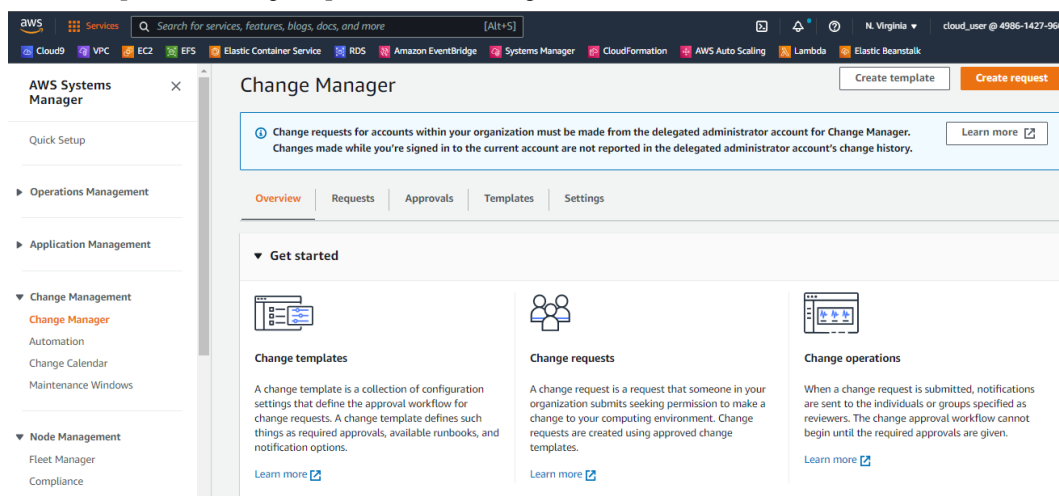 aws
Services
Search for services, features, blogs, docs, and more
[Alt+S]
N. Virginia ▼
cloud_user @ 4986-1427-960
Cloud9
VPC
EC2
EFS
Elastic Container Service
RDS
Amazon EventBridge
Systems Manager
CloudFormation
AWS Auto Scaling
Lambda
Elastic Beanstalk
AWS Systems
Manager
Quick Setup
Operations Management
Application Management
Change Management
Change Manager
Automation
Change Calendar
Maintenance Windows
Node Management
Fleet Manager
Compliance
Change Manager
Create template
Create request
Change requests for accounts within your organization must be made from the delegated administrator account for Change Manager.
Changes made while you're signed in to the current account are not reported in the delegated administrator account's change history.
Learn more
Overview
Requests
Approvals
Templates
Settings
Get started
Change templates
A change template is a collection of configuration
settings that define the approval workflow for
change requests. A change template defines such
things as required approvals, available runbooks, and
notification options.
Learn more
Change requests
A change request is a request that someone in your
organization submits seeking permission to make a
change to your computing environment. Change
requests are created using approved change
templates.
Learn more
Change operations
When a change request is submitted, notifications
are sent to the individuals or groups specified as
reviewers. The change approval workflow cannot
begin until the required approvals are given.
Learn more